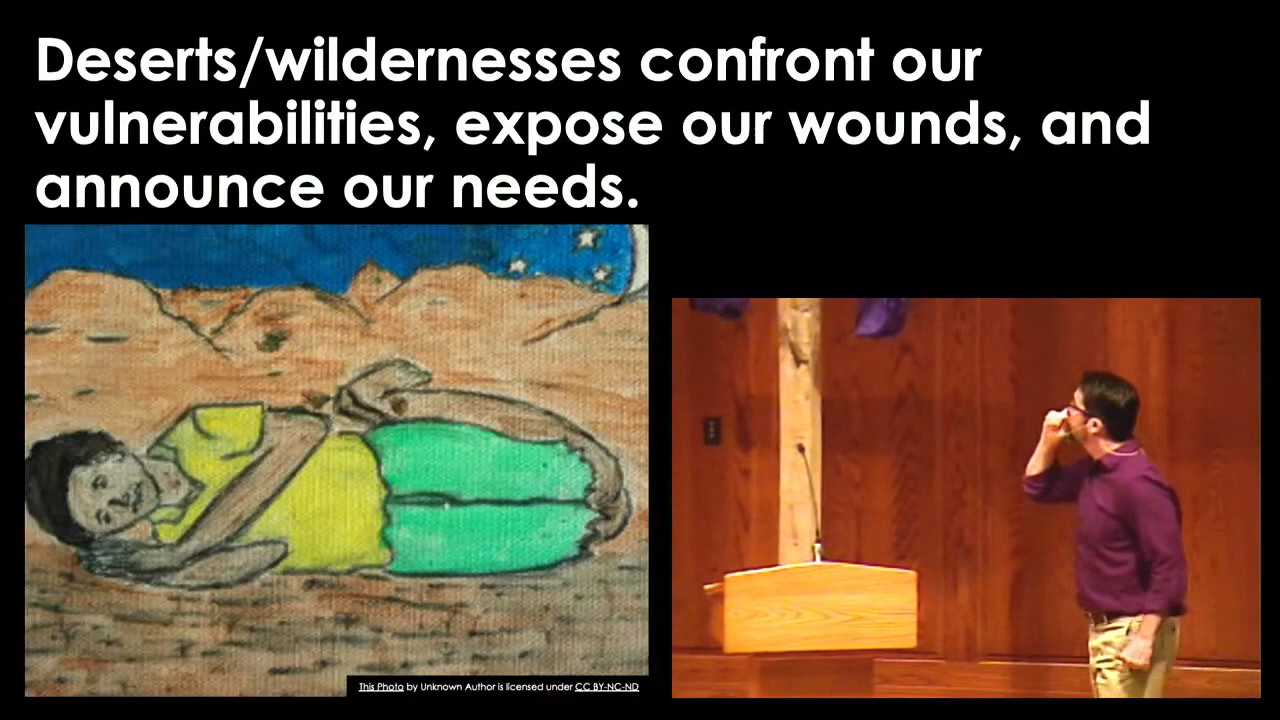 Deserts/wildernesses confront our
vulnerabilities, expose our wounds, and
announce our needs.
This Photo by Unknown Author is licensed under CC BY-NC-ND